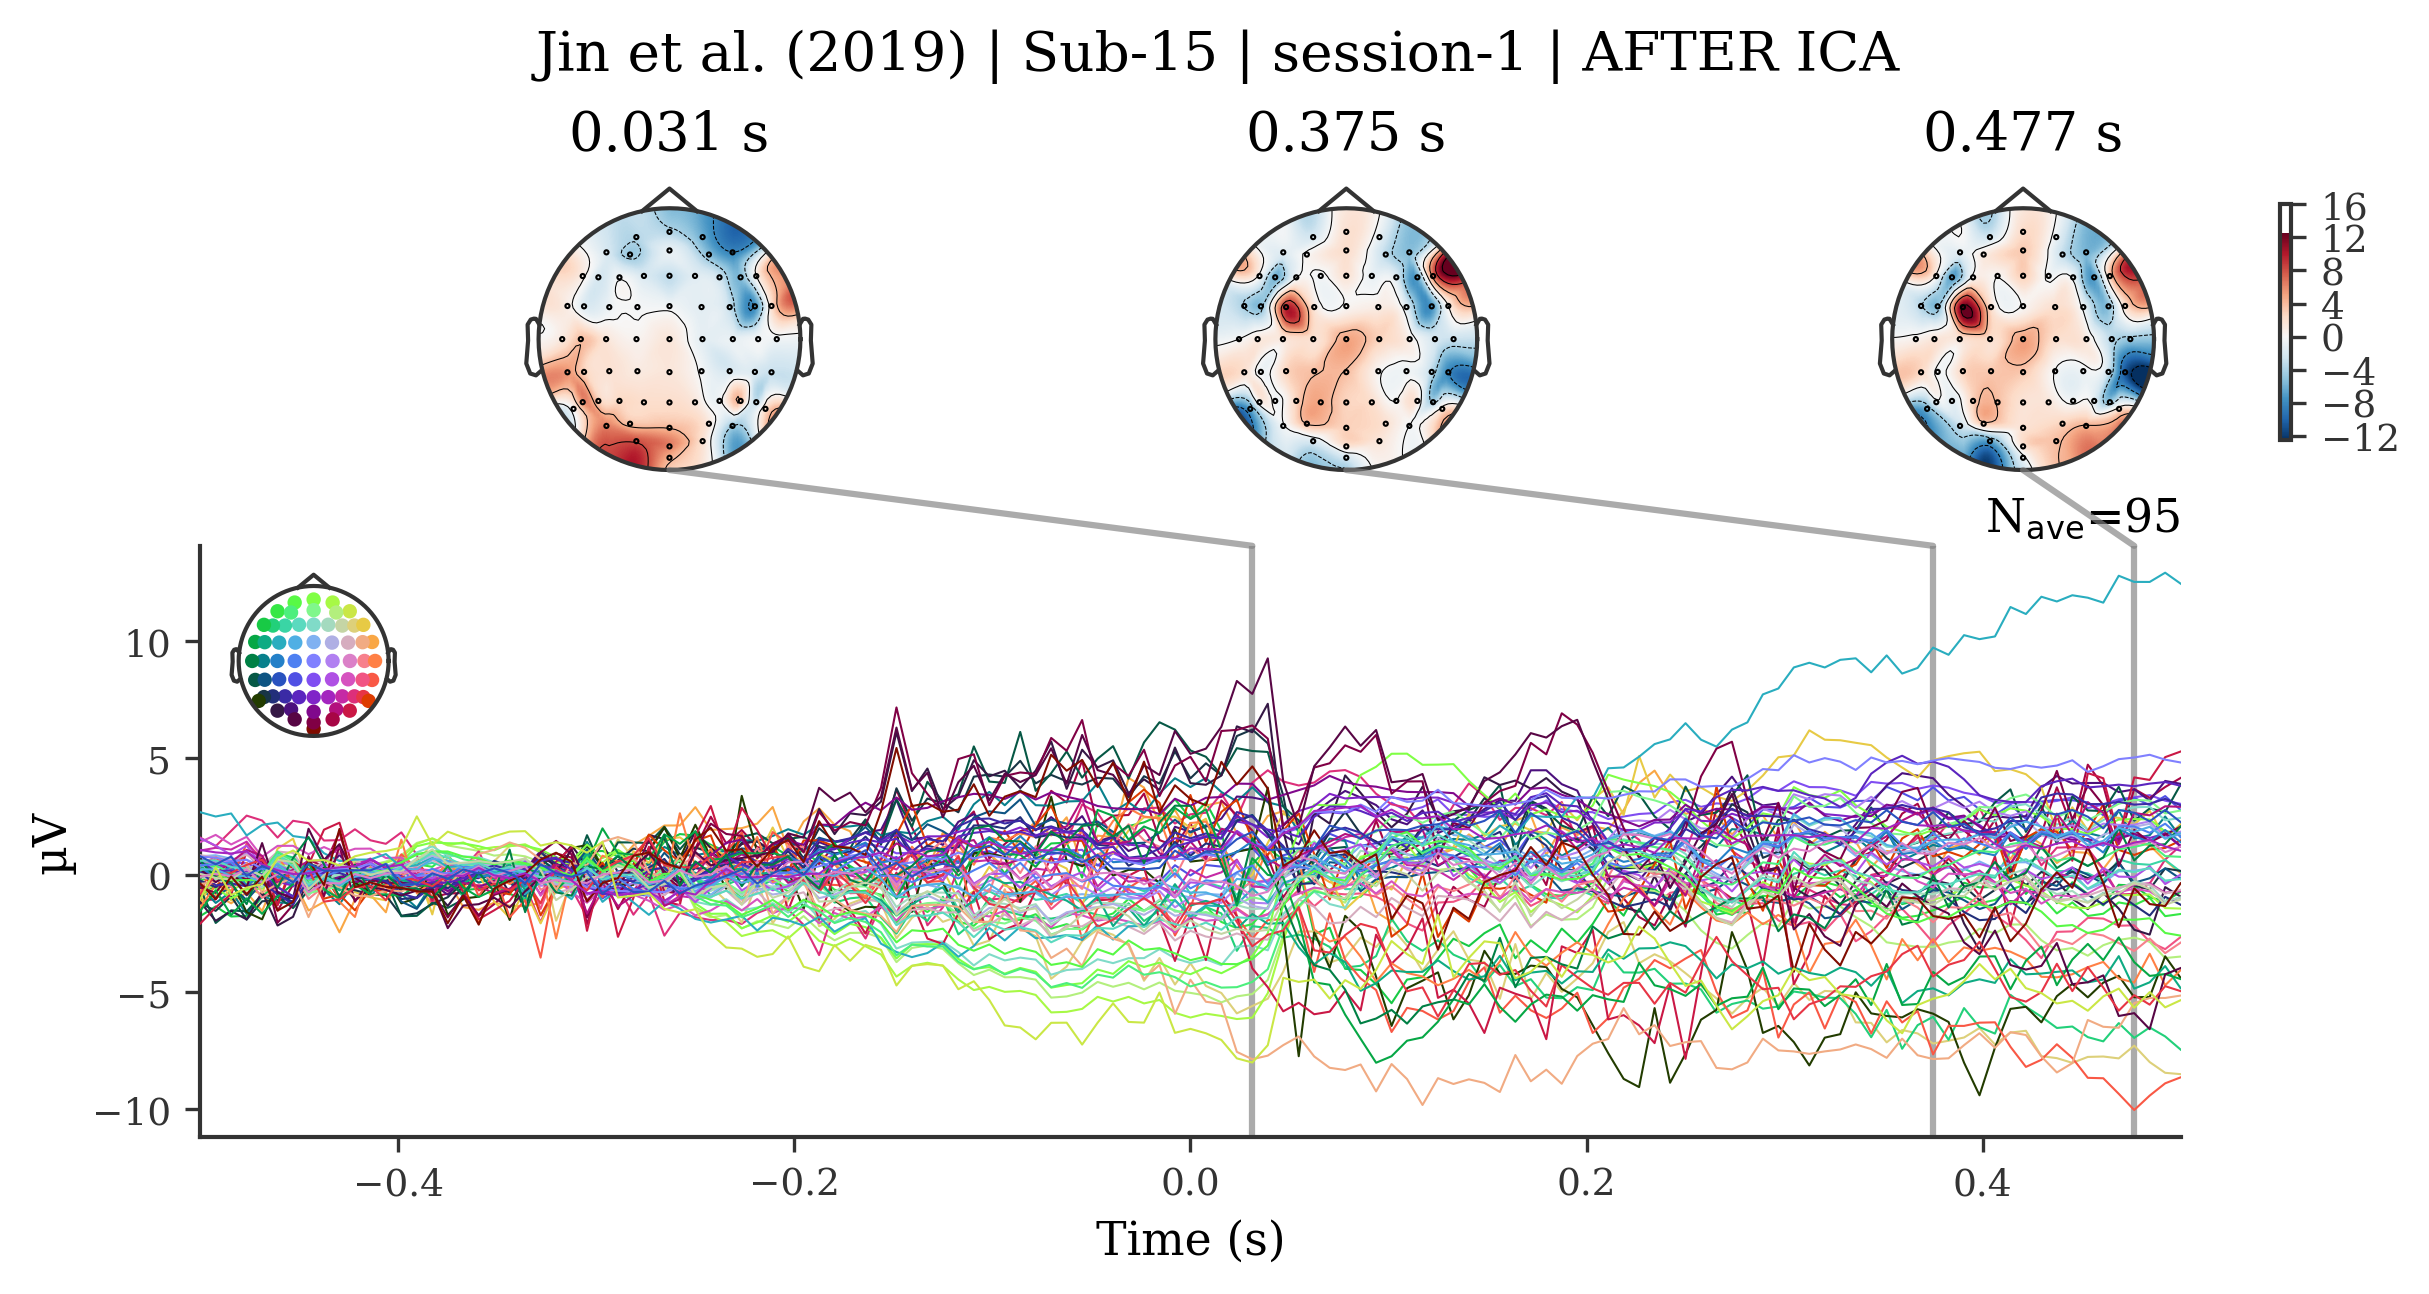 Jin et al. (2019) | Sub-15 | session-1 | AFTER ICA
0.031 s
0.375 s
0.477 s
16
12
8
4
0
−4
−8
−12
Nave=95
10
5
0
−5
−10
µV
−0.4
−0.2
0.0
0.2
0.4
Time (s)